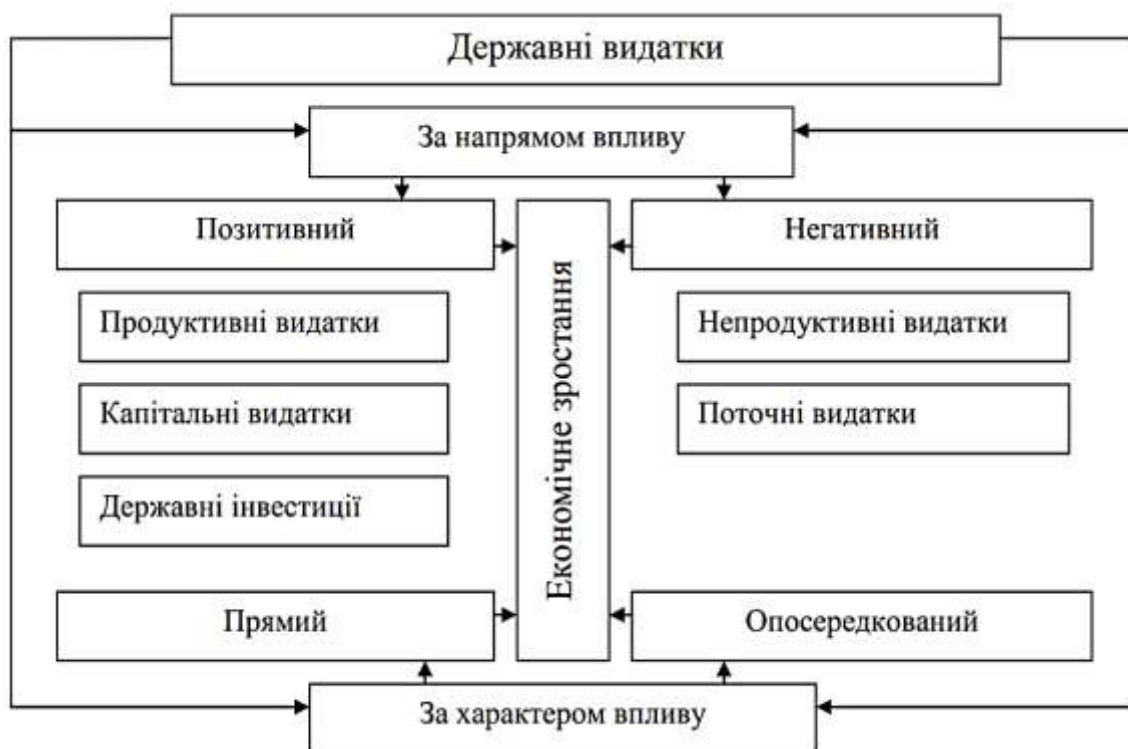 Державні видатки
За напрямом впливу
Позитивний
Негативний
Продуктивні видатки
Непродуктивні видатки
Капітальні видатки
Поточні видатки
Державні інвестиції
Економічне зростання
Прямий
Опосередкований
За характером впливу